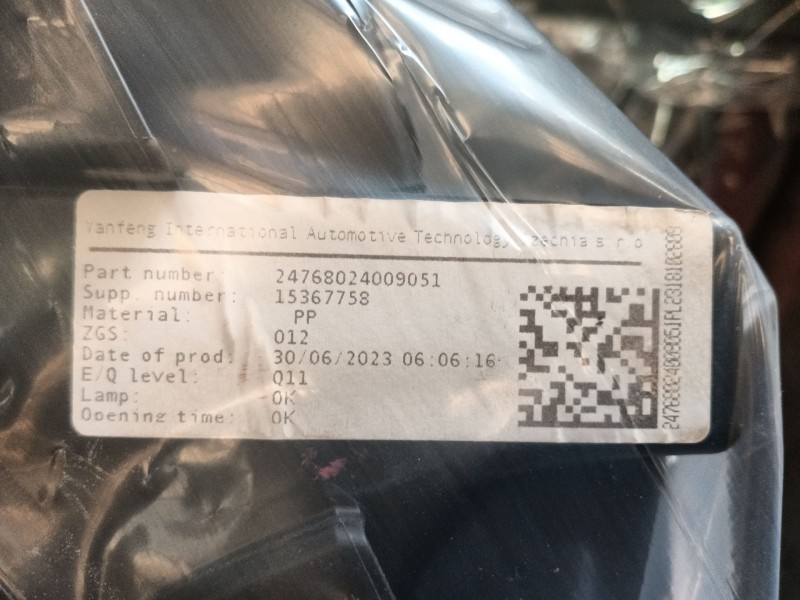 Yanfeng International Automotive Technology Czechia s r o
Part number: 24768024009051
Supp. number: 15367758
Material: PP
ZGS: 012
Date of prod: 30/06/2023 06:06:16
E/Q level: Q11
Lamp: OK
Opening time: OK